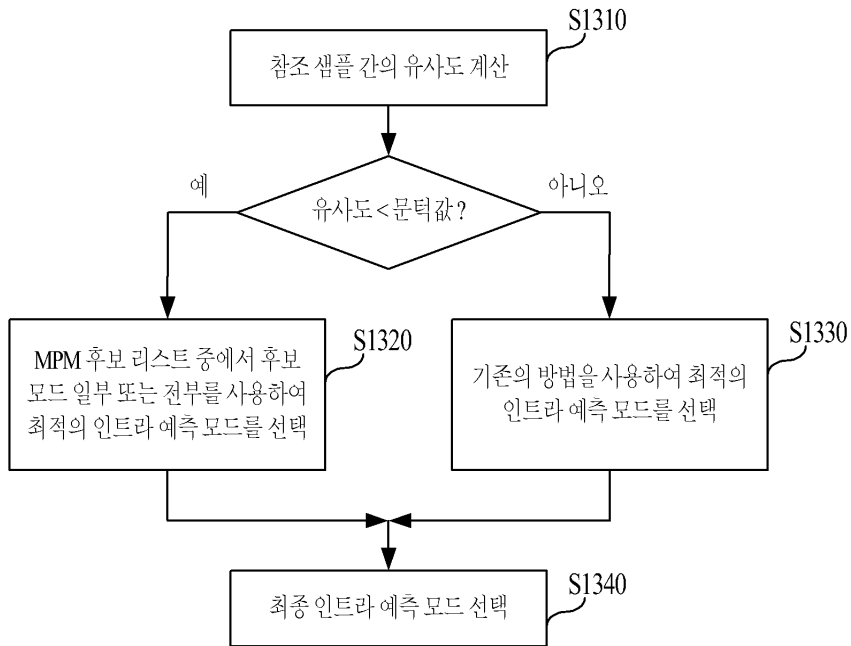 S1310
참조 샘플 간의 유사도 계산
예
아니오
유사도 < 문턱값 ?
S1320
MPM 후보 리스트 중에서 후보
모드 일부 또는 전부를 사용하여
최적의 인트라 예측 모드를 선택
S1330
기존의 방법을 사용하여 최적의
인트라 예측 모드를 선택
S1340
최종 인트라 예측 모드 선택